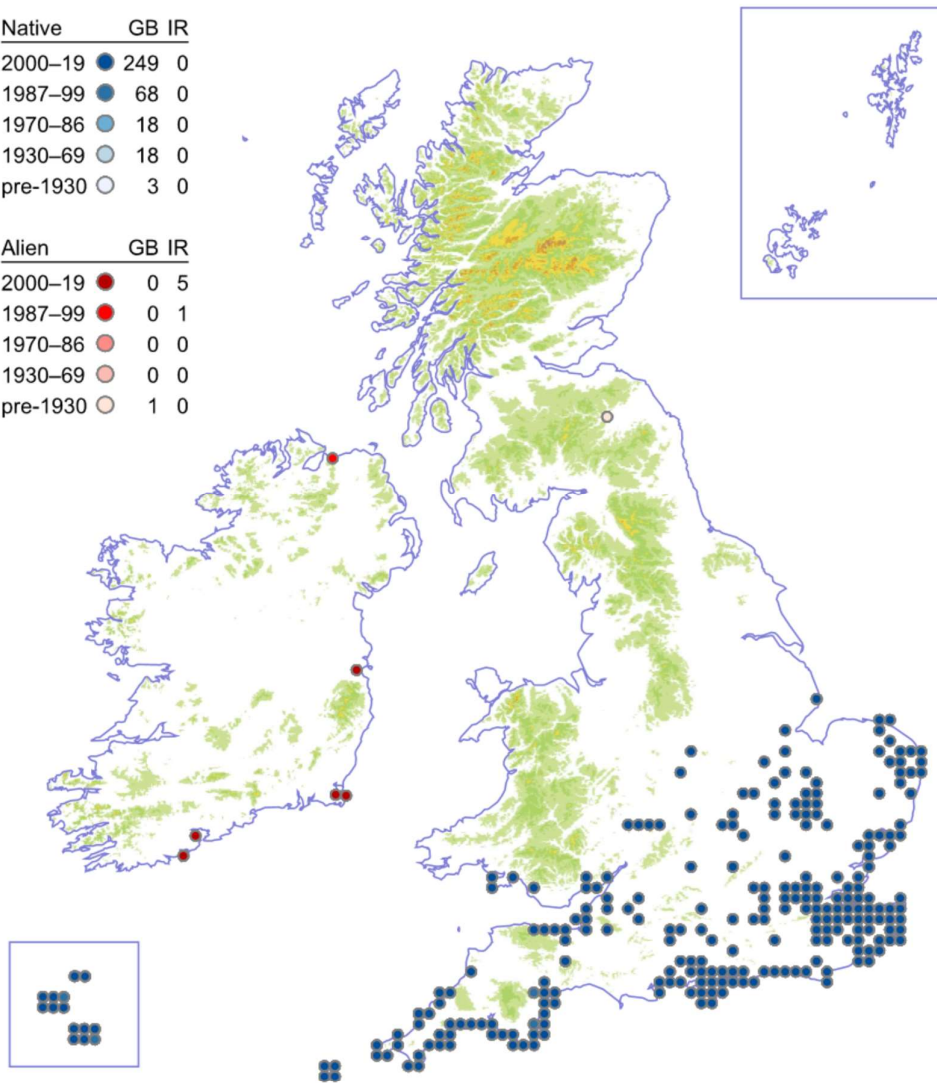 Native GB IR
2000–19 249 0
1987–99 68 0
1970–86 18 0
1930–69 18 0
pre-1930 3 0
Alien GB IR
2000–19 0 5
1987–99 0 1
1970–86 0 0
1930–69 0 0
pre-1930 1 0